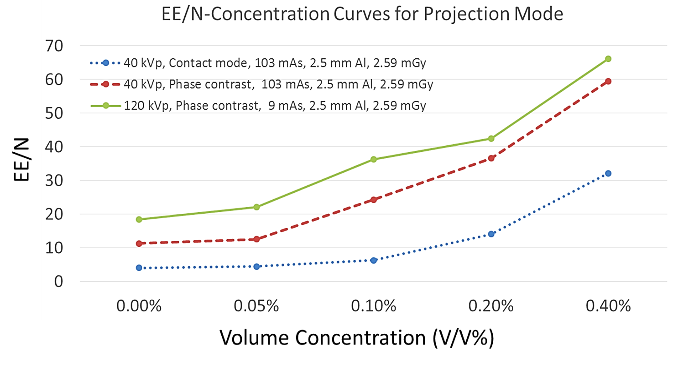 EE/N-Concentration Curves for Projection Mode
70
60
50
40
30
20
10
0
EE/N
40 kVp, Contact mode, 103 mAs, 2.5 mm Al, 2.59 mGy
40 kVp, Phase contrast,  103 mAs, 2.5 mm Al, 2.59 mGy
120 kVp, Phase contrast,  9 mAs, 2.5 mm Al, 2.59 mGy
0.00%
0.05%
0.10%
0.20%
0.40%
Volume Concentration (V/V%)